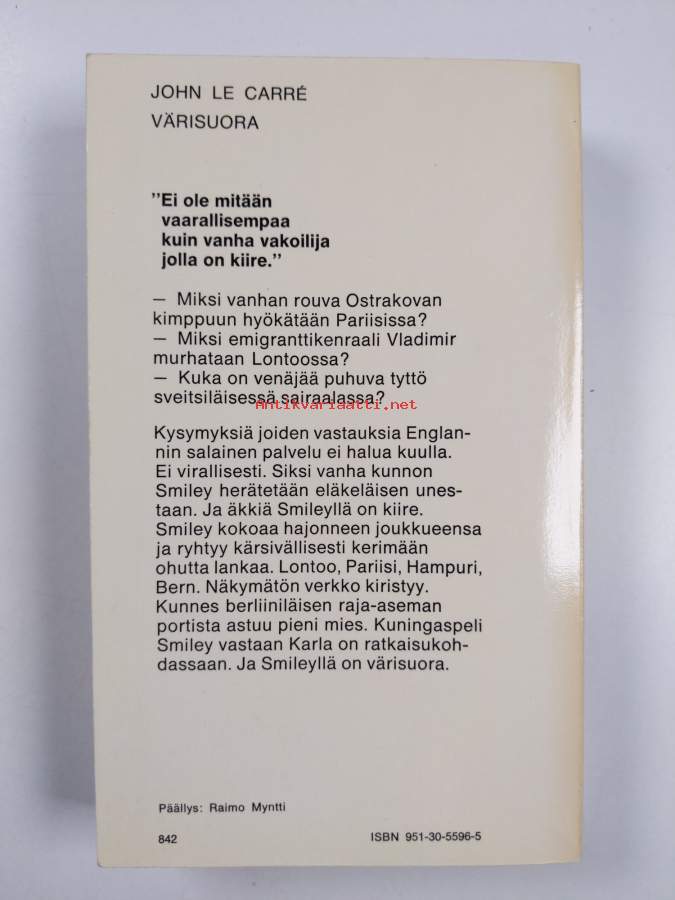 JOHN LE CARRÉ
VÄRISUORA
"Ei ole mitään
vaarallisempaa
kuin vanha vakoilija
jolla on kiire."
— Miksi vanhan rouva Ostrakovan
kimppuun hyökätään Pariisissa?
— Miksi emigranttikenraali Vladimir
murhataan Lontoossa?
— Kuka on venäjää puhuva tyttö
sveitsiläisessä sairaalassa?
Antikvariaatti.net
Kysymyksiä joiden vastauksia Englan-
nin salainen palvelu ei halua kuulla.
Ei virallisesti. Siksi vanha kunnon
Smiley herätetään eläkeläisen unes-
taan. Ja äkkiä Smileyllä on kiire.
Smiley kokoaa hajonneen joukkueensa
ja ryhtyy kärsivällisesti kerimään
ohutta lankaa. Lontoo, Pariisi, Hampuri,
Bern. Näkymätön verkko kiristyy.
Kunnes berliiniläisen raja-aseman
portista astuu pieni mies. Kuningaspeli
Smiley vastaan Karla on ratkaisukoh-
dassaan. Ja Smileyllä on värisuora.
Päällys: Raimo Myntti
842
ISBN 951-30-5596-5